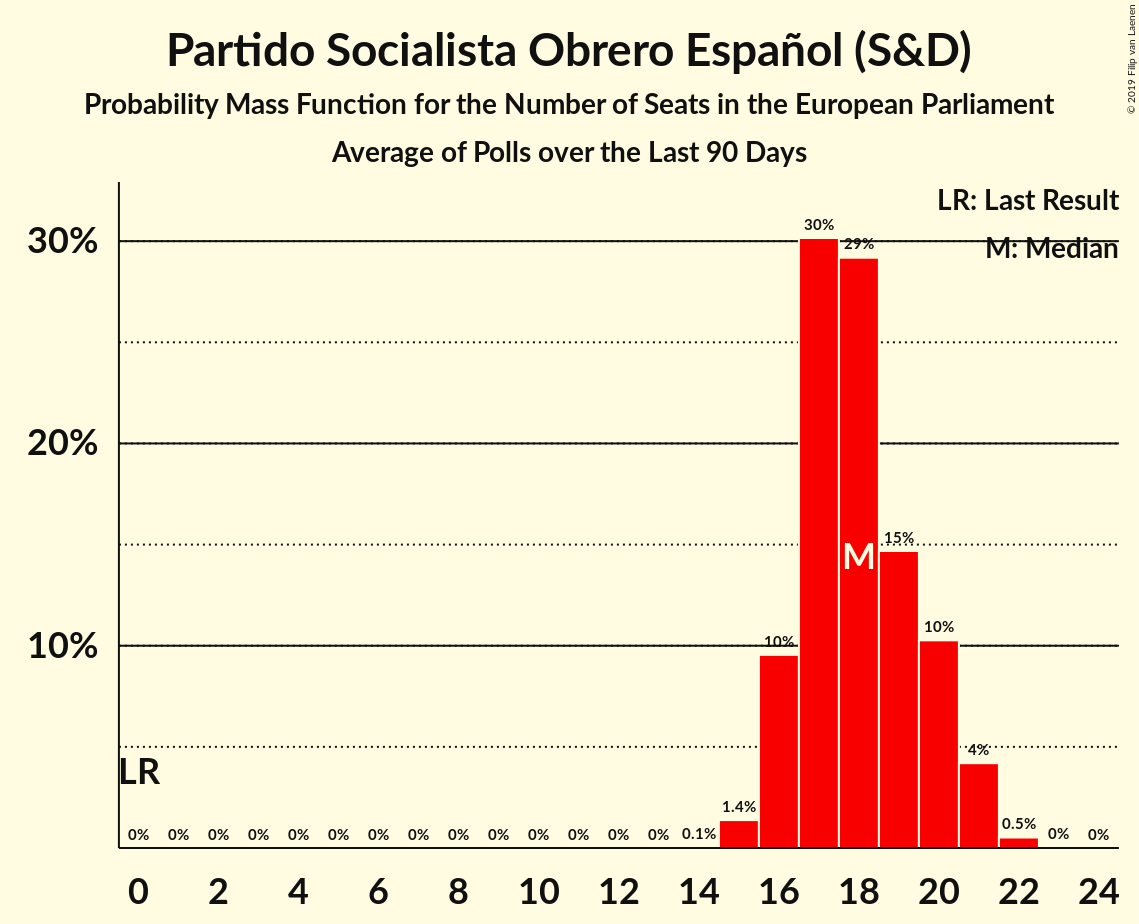 Partido Socialista Obrero Español (S&D)
Probability Mass Function for the Number of Seats in the European Parliament
Average of Polls over the Last 90 Days
© 2019 Filip van Laenen
LR: Last Result
M: Median
30%
20%
10%
30%
29%
15%
10%
10%
4%
1.4%
0.5%
0.1%
M
LR
0% 0% 0% 0% 0% 0% 0% 0% 0% 0% 0% 0% 0% 0% 0% 0%
0 2 4 6 8 10 12 14 16 18 20 22 24